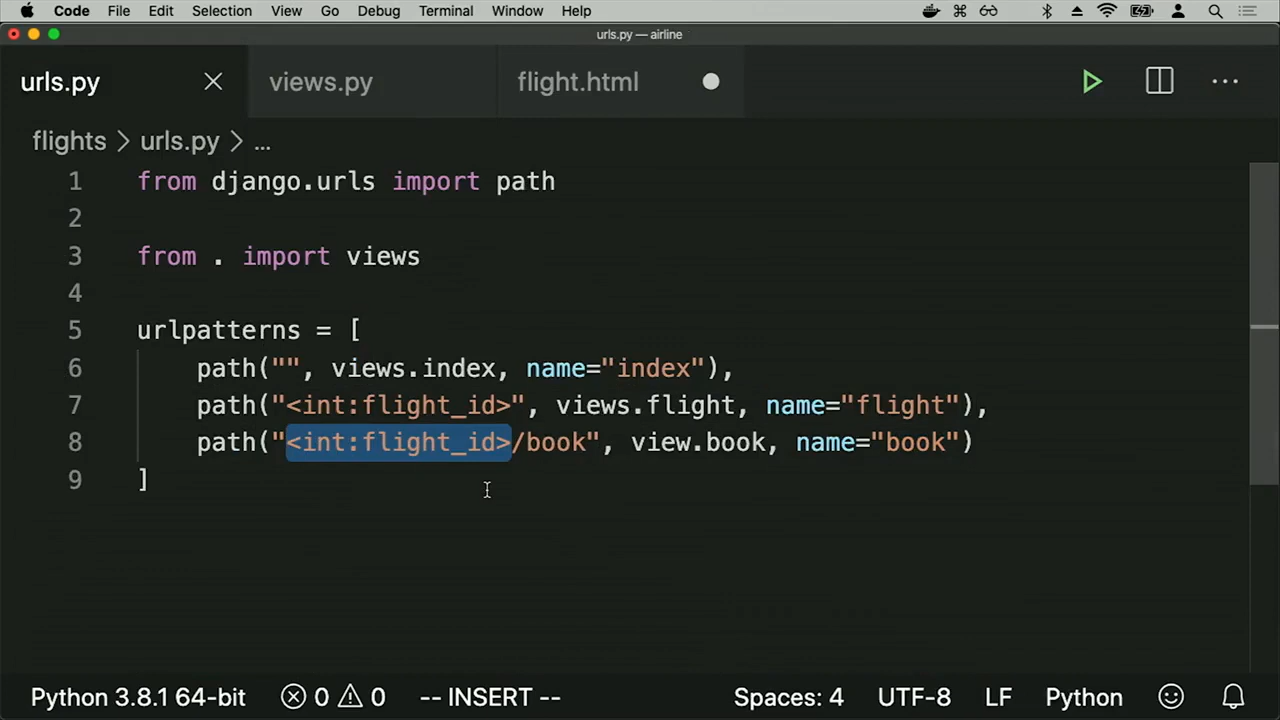 Code File Edit Selection View Go Debug Terminal Window Help
urls.py — airline
urls.py views.py flight.html
flights > urls.py > ...
1 from django.urls import path
2
3 from . import views
4
5 urlpatterns = [
6 path("", views.index, name="index"),
7 path("<int:flight_id>", views.flight, name="flight"),
8 path("<int:flight_id>/book", view.book, name="book")
9 ]
Python 3.8.1 64-bit 0 0 -- INSERT -- Spaces: 4 UTF-8 LF Python